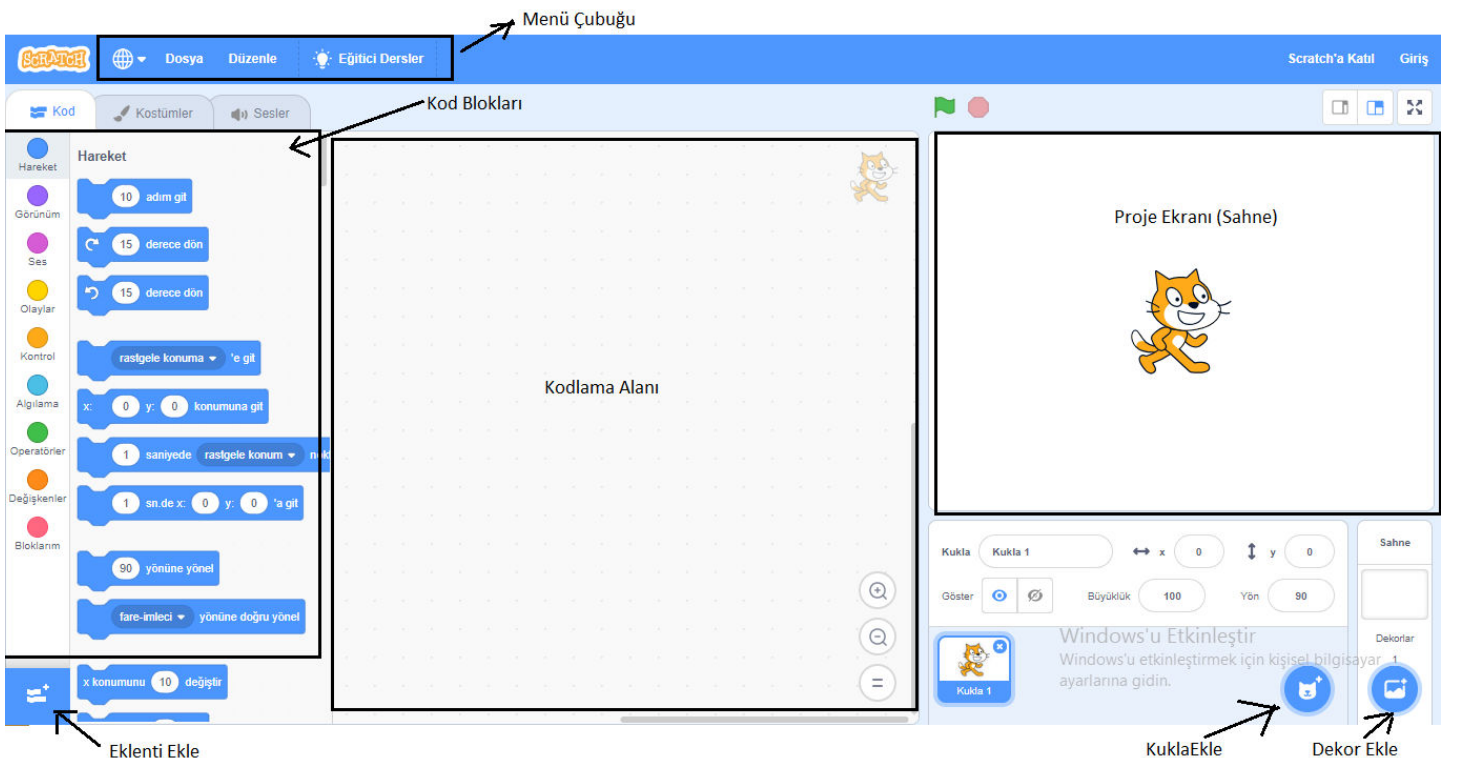 Menü Çubuğu
SCRATCH Dosya Düzenle Eğitici Dersler Scratch'a Katıl Giriş
Kod Kostümler Sesler
Kod Blokları
Hareket
Görünüm
Ses
Olaylar
Kontrol
Algılama
Operatörler
Değişkenler
Bloklarım
Hareket
10 adım git
15 derece dön
15 derece dön
rastgele konuma 'e git
x: 0 y: 0 konumuna git
1 saniyede rastgele konum
1 sn.de x: 0 y: 0 'a git
90 yönüne yönel
fare-imleci yönüne doğru yönel
x konumunu 10 değiştir
Kodlama Alanı
Proje Ekranı (Sahne)
Kukla Kukla 1 x 0 y 0
Göster Büyüklük 100 Yön 90
Kukla 1
Sahne
Dekorlar
1
Windows'u Etkinleştir
Windows'u etkinleştirmek için kişisel bilgisayar
ayarlarına gidin.
Eklenti Ekle
KuklaEkle
Dekor Ekle